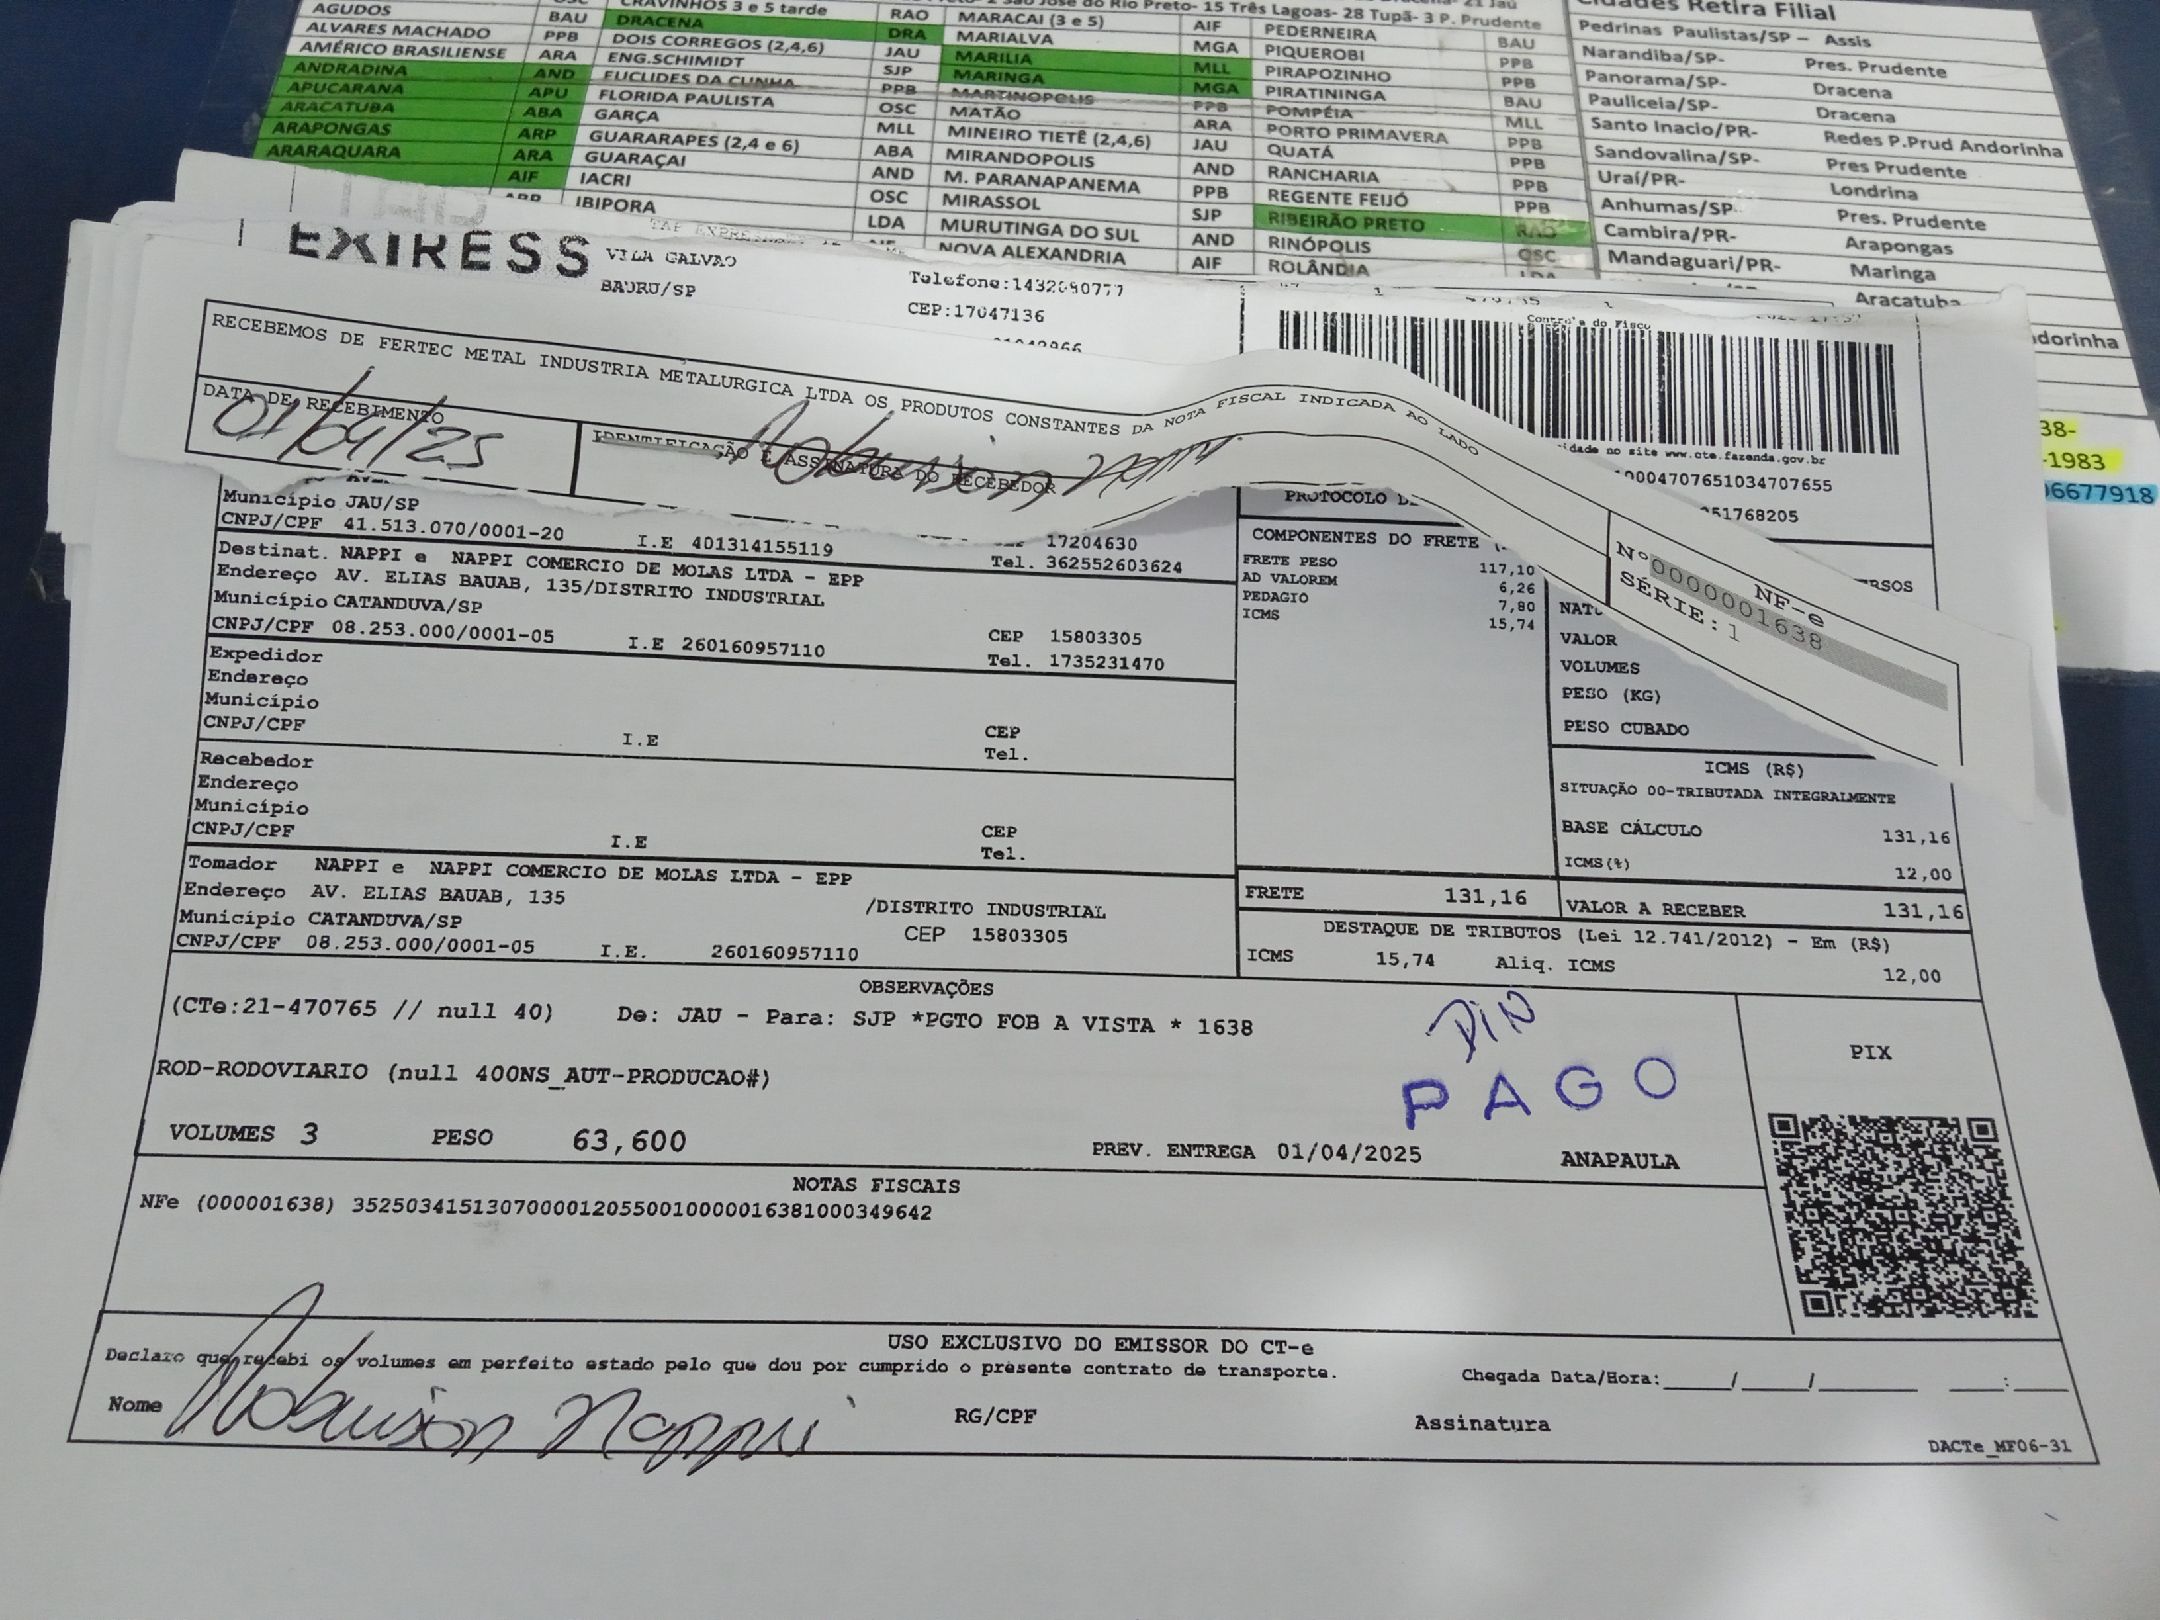 AGUDOS BAU CRAVINHOS 3 e 5 tarde RAO MARACAI (3 e 5) AIF PEDERNEIRA BAU
ALVARES MACHADO PPB DRACENA DRA MARIALVA MGA PIQUEROBI PPB
AMÉRICO BRASILIENSE ARA DOIS CORREGOS (2,4,6) JAU MARILIA MLL PIRAPOZINHO PPB
ANDRADINA AND ENG.SCHIMIDT SJP MARINGA MGA PIRATININGA BAU
APUCARANA APU EUCLIDES DA CUNHA PPB MARTINOPOLIS PPB POMPÉIA MLL
ARACATUBA ABA FLORIDA PAULISTA OSC MATÃO ARA PORTO PRIMAVERA PPB
ARAPONGAS ARP GARÇA MLL MINEIRO TIETÊ (2,4,6) JAU QUATÁ PPB
ARARAQUARA ARA GUARARAPES (2,4 e 6) ABA MIRANDOPOLIS AND RANCHARIA PPB
AIF GUARAÇAI AND M. PARANAPANEMA PPB REGENTE FEIJÓ PPB
IACRI OSC MIRASSOL SJP RIBEIRÃO PRETO RAO
IBIPORA LDA MURUTINGA DO SUL AND RINÓPOLIS OSC
NOVA ALEXANDRIA AIF ROLÂNDIA
Cidades Retira Filial
Pedrinas Paulistas/SP – Assis
Narandiba/SP- Pres. Prudente
Panorama/SP- Dracena
Pauliceia/SP- Dracena
Santo Inacio/PR- Redes P.Prud Andorinha
Sandovalina/SP- Pres Prudente
Uraí/PR- Londrina
Anhumas/SP- Pres. Prudente
Cambira/PR- Arapongas
Mandaguari/PR- Maringa
Aracatuba
38-
-1983
06677918
VILA GALVAO
BAURU/SP
Telefone:1432080777
CEP:17047136
Controle do Fisco
RECEBEMOS DE FERTEC METAL INDUSTRIA METALURGICA LTDA OS PRODUTOS CONSTANTES DA NOTA FISCAL INDICADA AO LADO
DATA DE RECEBIMENTO
01/04/25
IDENTIFICAÇÃO E ASSINATURA DO RECEBEDOR
NF-e
Nº000001638
SÉRIE:1
Município JAU/SP
CNPJ/CPF 41.513.070/0001-20 I.E 401314155119 17204630
Tel. 362552603624
Destinat. NAPPI e NAPPI COMERCIO DE MOLAS LTDA - EPP
Endereço AV. ELIAS BAUAB, 135/DISTRITO INDUSTRIAL
Município CATANDUVA/SP CEP 15803305
CNPJ/CPF 08.253.000/0001-05 I.E 260160957110 Tel. 1735231470
Expedidor
Endereço
Município CEP
CNPJ/CPF I.E Tel.
Recebedor
Endereço
Município CEP
CNPJ/CPF I.E Tel.
Tomador NAPPI e NAPPI COMERCIO DE MOLAS LTDA - EPP
Endereço AV. ELIAS BAUAB, 135 /DISTRITO INDUSTRIAL
Município CATANDUVA/SP CEP 15803305
CNPJ/CPF 08.253.000/0001-05 I.E. 260160957110
COMPONENTES DO FRETE
FRETE PESO 117,10
AD VALOREM 6,26
PEDAGIO 7,80
ICMS 15,74
VALOR
VOLUMES
PESO (KG)
PESO CUBADO
ICMS (R$)
SITUAÇÃO 00-TRIBUTADA INTEGRALMENTE
BASE CÁLCULO 131,16
ICMS(%) 12,00
FRETE 131,16 VALOR A RECEBER 131,16
DESTAQUE DE TRIBUTOS (Lei 12.741/2012) - Em (R$)
ICMS 15,74 Aliq. ICMS 12,00
OBSERVAÇÕES
(CTe:21-470765 // null 40) De: JAU - Para: SJP *PGTO FOB A VISTA * 1638
DIN
PAGO
PIX
ROD-RODOVIARIO (null 400NS_AUT-PRODUCAO#)
VOLUMES 3 PESO 63,600 PREV. ENTREGA 01/04/2025 ANAPAULA
NOTAS FISCAIS
NFe (000001638) 35250341513070000120550010000016381000349642
USO EXCLUSIVO DO EMISSOR DO CT-e
Declaro que recebi os volumes em perfeito estado pelo que dou por cumprido o presente contrato de transporte. Chegada Data/Hora:____/____/______ ___:___
Nome Nappi RG/CPF Assinatura
DACTe_MF06-31